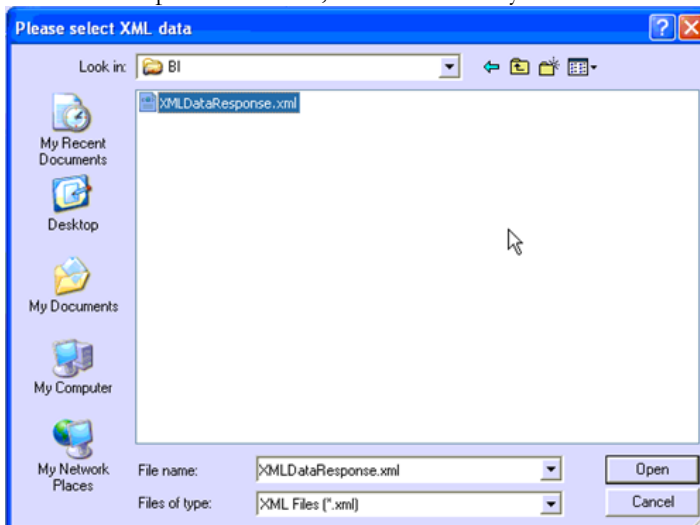 Please select XML data
Look in: BI
XMLDataResponse.xml
My Recent
Documents
Desktop
My Documents
My Computer
My Network
Places
File name: XMLDataResponse.xml Open
Files of type: XML Files (*.xml) Cancel